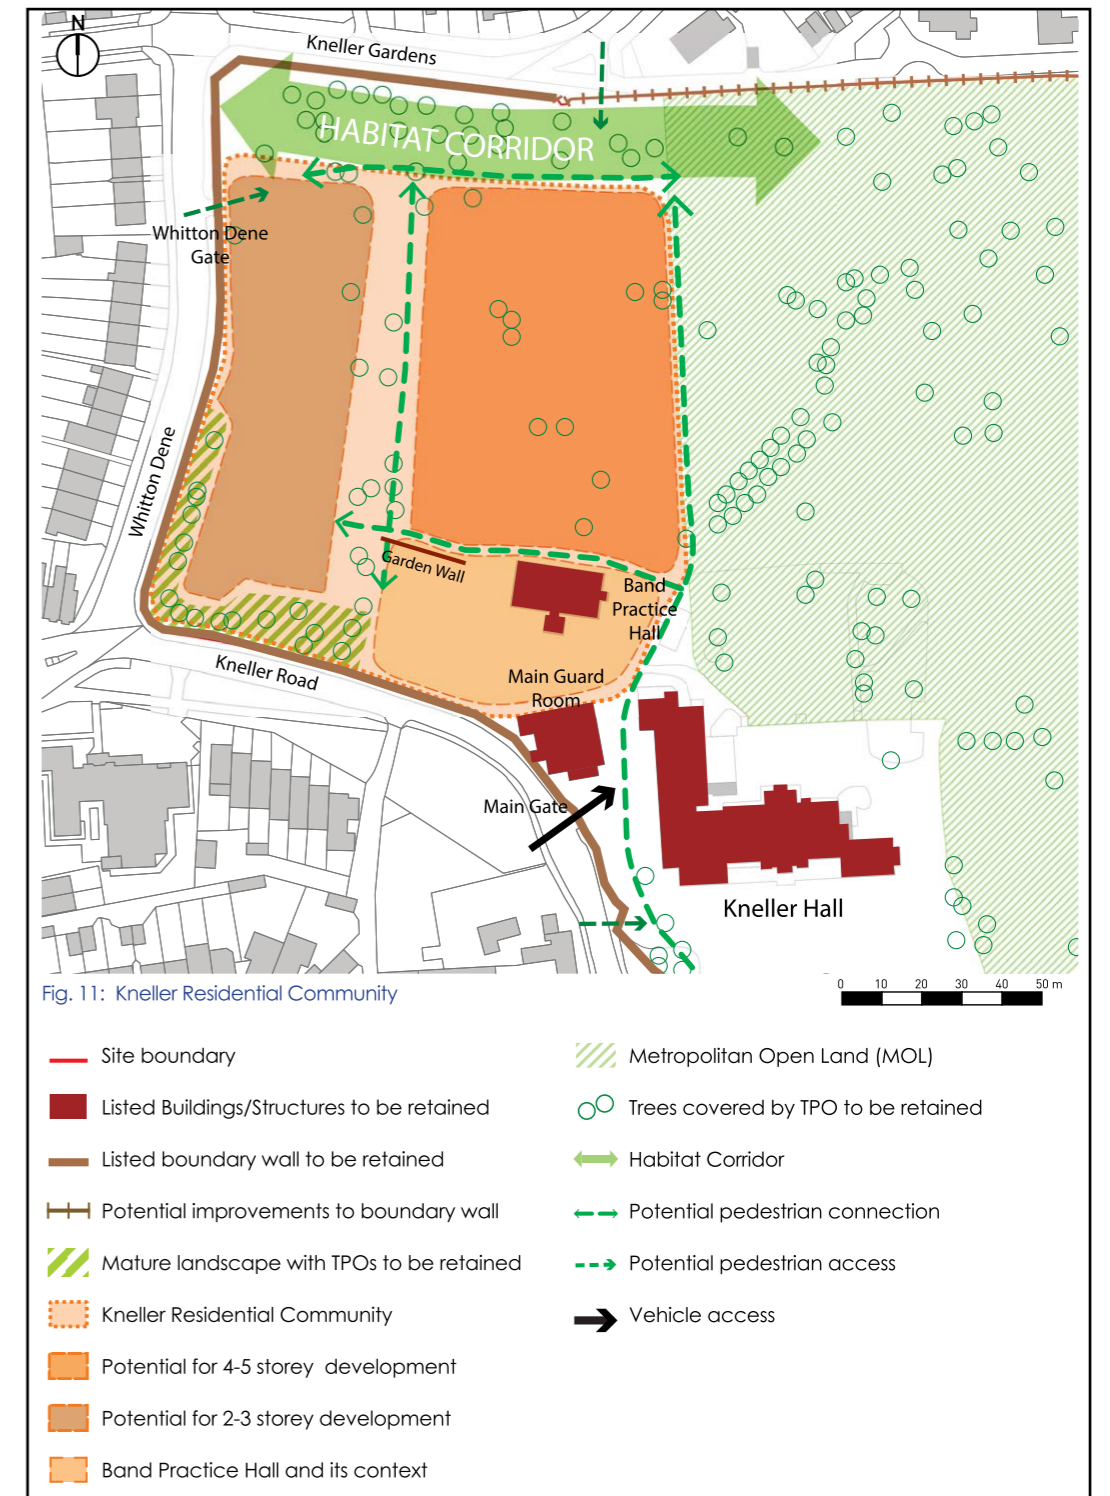 N
Kneller Gardens
HABITAT CORRIDOR
Whitton Dene
Gate
Whitton Dene
Garden Wall
Band
Practice
Hall
Kneller Road
Main Guard
Room
Main Gate
Kneller Hall
Fig. 11: Kneller Residential Community
0 10 20 30 40 50 m
Site boundary
Listed Buildings/Structures to be retained
Listed boundary wall to be retained
Potential improvements to boundary wall
Mature landscape with TPOs to be retained
Kneller Residential Community
Potential for 4-5 storey development
Potential for 2-3 storey development
Band Practice Hall and its context
Metropolitan Open Land (MOL)
Trees covered by TPO to be retained
Habitat Corridor
Potential pedestrian connection
Potential pedestrian access
Vehicle access